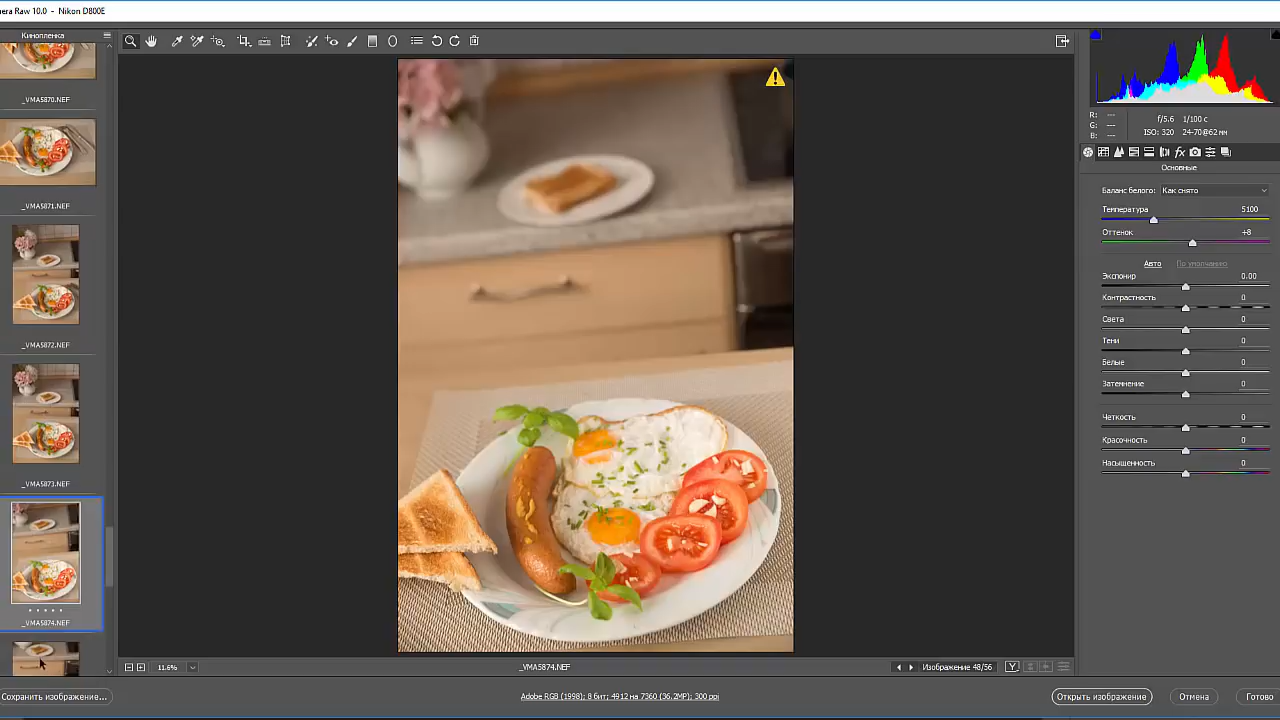 nera Raw 10.0 - Nikon D800E
Кинопленка
_VMA5870.NEF
_VMA5871.NEF
_VMA5872.NEF
_VMA5873.NEF
_VMA5874.NEF
Сохранить изображение...
11.6%
_VMA5874.NEF
Изображение 48/56
Y
Adobe RGB (1998); 8 бит; 4912 на 7360 (36,2MP); 300 ppi
Открыть изображение
Отмена
Готово
R: ---
G: ---
B: ---
f/5.6 1/100 с
ISO: 320 24-70@62 мм
fx
Основные
Баланс белого: Как снято
Температура 5100
Оттенок +8
Авто По умолчанию
Экспонир 0.00
Контрастность 0
Света 0
Тени 0
Белые 0
Затемнение 0
Четкость 0
Красочность 0
Насыщенность 0